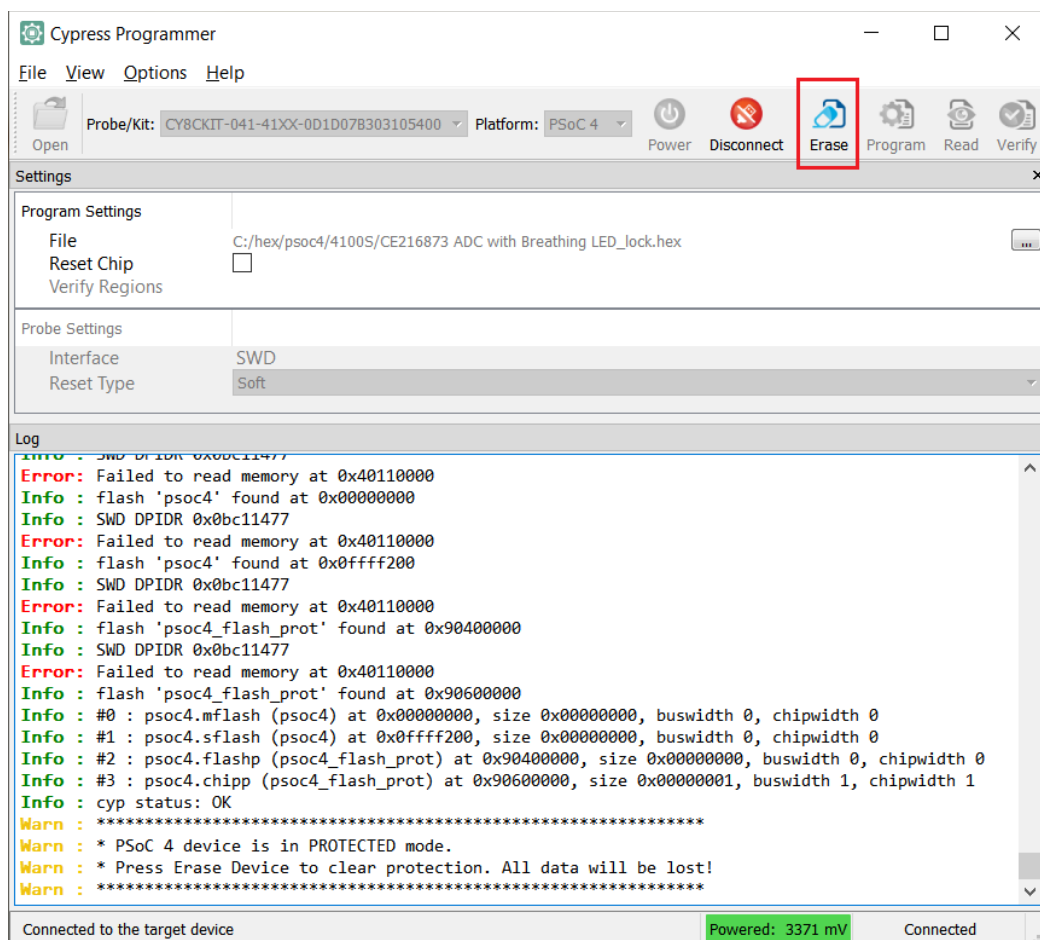 Cypress Programmer
File View Options Help
Open Probe/Kit: CY8CKIT-041-41XX-0D1D07B303105400 Platform: PSoC 4 Power Disconnect Erase Program Read Verify
Settings
Program Settings
File C:/hex/psoc4/4100S/CE216873 ADC with Breathing LED_lock.hex ...
Reset Chip
Verify Regions
Probe Settings
Interface SWD
Reset Type Soft
Log
Info : SWD DPIDR 0x0bc11477
Error: Failed to read memory at 0x40110000
Info : flash 'psoc4' found at 0x00000000
Info : SWD DPIDR 0x0bc11477
Error: Failed to read memory at 0x40110000
Info : flash 'psoc4' found at 0x0ffff200
Info : SWD DPIDR 0x0bc11477
Error: Failed to read memory at 0x40110000
Info : flash 'psoc4_flash_prot' found at 0x90400000
Info : SWD DPIDR 0x0bc11477
Error: Failed to read memory at 0x40110000
Info : flash 'psoc4_flash_prot' found at 0x90600000
Info : #0 : psoc4.mflash (psoc4) at 0x00000000, size 0x00000000, buswidth 0, chipwidth 0
Info : #1 : psoc4.sflash (psoc4) at 0x0ffff200, size 0x00000000, buswidth 0, chipwidth 0
Info : #2 : psoc4.flashp (psoc4_flash_prot) at 0x90400000, size 0x00000000, buswidth 0, chipwidth 0
Info : #3 : psoc4.chipp (psoc4_flash_prot) at 0x90600000, size 0x00000001, buswidth 1, chipwidth 1
Info : cyp status: OK
Warn : ***************************************************************
Warn : * PSoC 4 device is in PROTECTED mode.
Warn : * Press Erase Device to clear protection. All data will be lost!
Warn : ***************************************************************
Connected to the target device Powered: 3371 mV Connected